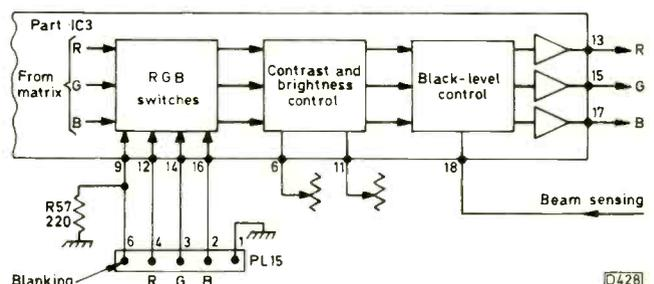 Part IC3
R
G
B
From
matrix
RGB
switches
Contrast and
brightness
control
Black-level
control
13
R
15
G
17
B
9
12
14
16
6
11
18
R57
220
Beam sensing
6
4
3
2
1
PL15
Blanking
R
G
B
D428